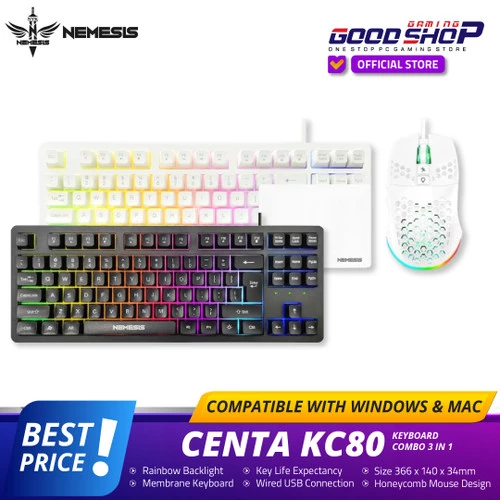 NEMESIS
NEMESIS
GAMING
GOODSHOP
ONE STOP PC GAMING STORE
OFFICIAL STORE
NEMESIS
NEMESIS
COMPATIBLE WITH WINDOWS & MAC
BEST
PRICE!
CENTA KC80
KEYBOARD
COMBO 3 IN 1
• Rainbow Backlight
• Key Life Expectancy
• Size 366 x 140 x 34mm
• Membrane Keyboard
• Wired USB Connection
• Honeycomb Mouse Design